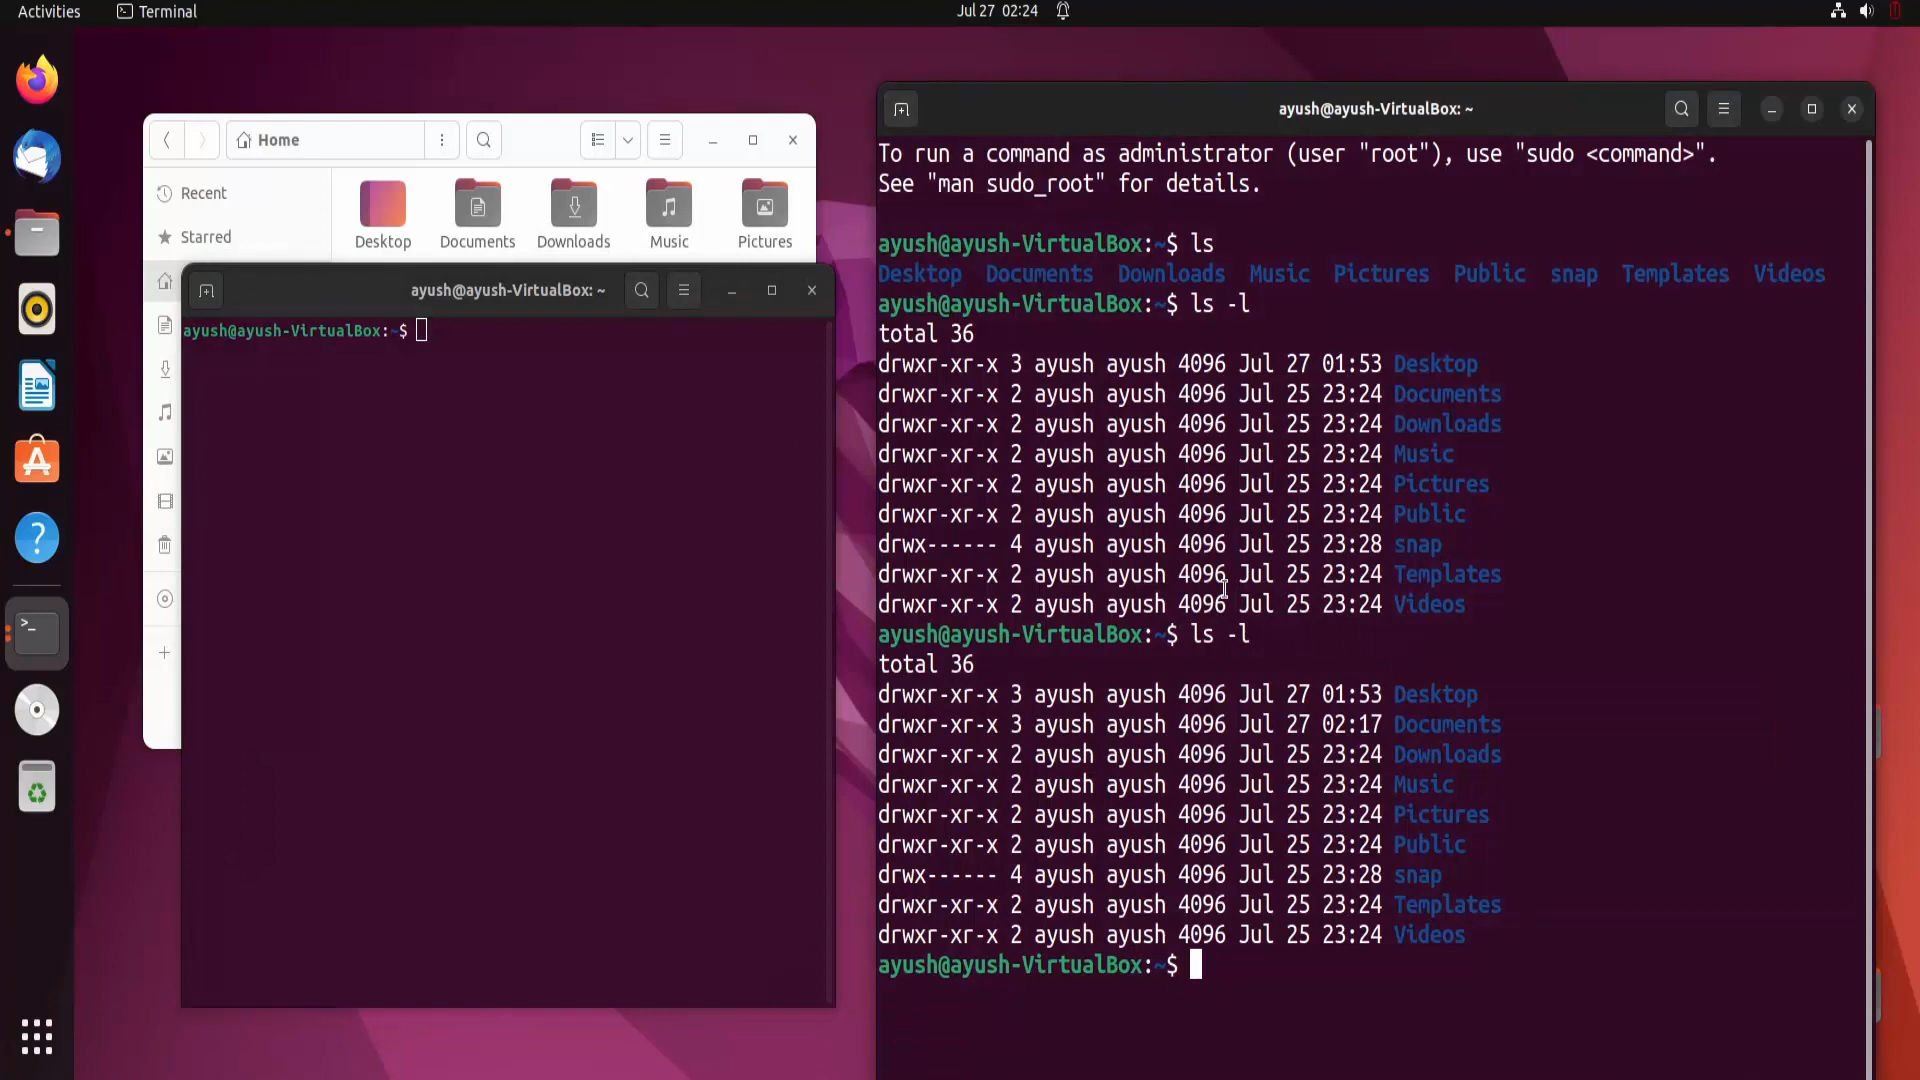 Activities Terminal Jul 27 02:24
Home
Recent
Starred
Desktop Documents Downloads Music Pictures
ayush@ayush-VirtualBox: ~
ayush@ayush-VirtualBox:~$
ayush@ayush-VirtualBox: ~
To run a command as administrator (user "root"), use "sudo <command>".
See "man sudo_root" for details.
ayush@ayush-VirtualBox:~$ ls
Desktop Documents Downloads Music Pictures Public snap Templates Videos
ayush@ayush-VirtualBox:~$ ls -l
total 36
drwxr-xr-x 3 ayush ayush 4096 Jul 27 01:53 Desktop
drwxr-xr-x 2 ayush ayush 4096 Jul 25 23:24 Documents
drwxr-xr-x 2 ayush ayush 4096 Jul 25 23:24 Downloads
drwxr-xr-x 2 ayush ayush 4096 Jul 25 23:24 Music
drwxr-xr-x 2 ayush ayush 4096 Jul 25 23:24 Pictures
drwxr-xr-x 2 ayush ayush 4096 Jul 25 23:24 Public
drwx------ 4 ayush ayush 4096 Jul 25 23:28 snap
drwxr-xr-x 2 ayush ayush 4096 Jul 25 23:24 Templates
drwxr-xr-x 2 ayush ayush 4096 Jul 25 23:24 Videos
ayush@ayush-VirtualBox:~$ ls -l
total 36
drwxr-xr-x 3 ayush ayush 4096 Jul 27 01:53 Desktop
drwxr-xr-x 3 ayush ayush 4096 Jul 27 02:17 Documents
drwxr-xr-x 2 ayush ayush 4096 Jul 25 23:24 Downloads
drwxr-xr-x 2 ayush ayush 4096 Jul 25 23:24 Music
drwxr-xr-x 2 ayush ayush 4096 Jul 25 23:24 Pictures
drwxr-xr-x 2 ayush ayush 4096 Jul 25 23:24 Public
drwx------ 4 ayush ayush 4096 Jul 25 23:28 snap
drwxr-xr-x 2 ayush ayush 4096 Jul 25 23:24 Templates
drwxr-xr-x 2 ayush ayush 4096 Jul 25 23:24 Videos
ayush@ayush-VirtualBox:~$